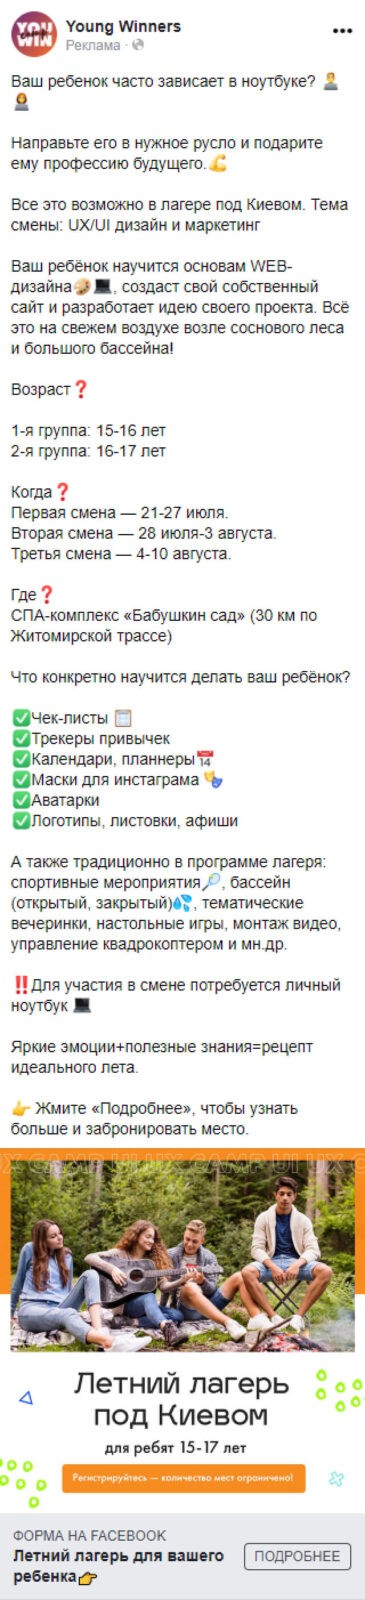 YOU
camp
WIN
Young Winners
Реклама ·
Ваш ребенок часто зависает в ноутбуке? 🙎‍♂️
🙎‍♀️
Направьте его в нужное русло и подарите
ему профессию будущего.💪
Все это возможно в лагере под Киевом. Тема
смены: UX/UI дизайн и маркетинг
Ваш ребёнок научится основам WEB-
дизайна🎨💻, создаст свой собственный
сайт и разработает идею своего проекта. Всё
это на свежем воздухе возле соснового леса
и большого бассейна!
Возраст❓
1-я группа: 15-16 лет
2-я группа: 16-17 лет
Когда❓
Первая смена — 21-27 июля.
Вторая смена — 28 июля-3 августа.
Третья смена — 4-10 августа.
Где❓
СПА-комплекс «Бабушкин сад» (30 км по
Житомирской трассе)
Что конкретно научится делать ваш ребёнок?
✅Чек-листы 📋
✅Трекеры привычек
✅Календари, планнеры📅
✅Маски для инстаграма 🎭
✅Аватарки
✅Логотипы, листовки, афиши
А также традиционно в программе лагеря:
спортивные мероприятия🎾, бассейн
(открытый, закрытый)💦, тематические
вечеринки, настольные игры, монтаж видео,
управление квадрокоптером и мн.др.
‼️Для участия в смене потребуется личный
ноутбук 💻
Яркие эмоции+полезные знания=рецепт
идеального лета.
👉 Жмите «Подробнее», чтобы узнать
больше и забронировать место.
X CAMP UI UX CAMP UI UX CAMP UI UX
Летний лагерь
под Киевом
для ребят 15-17 лет
Регистрируйтесь — количество мест ограничено!
ФОРМА НА FACEBOOK
Летний лагерь для вашего
ребенка👉
ПОДРОБНЕЕ